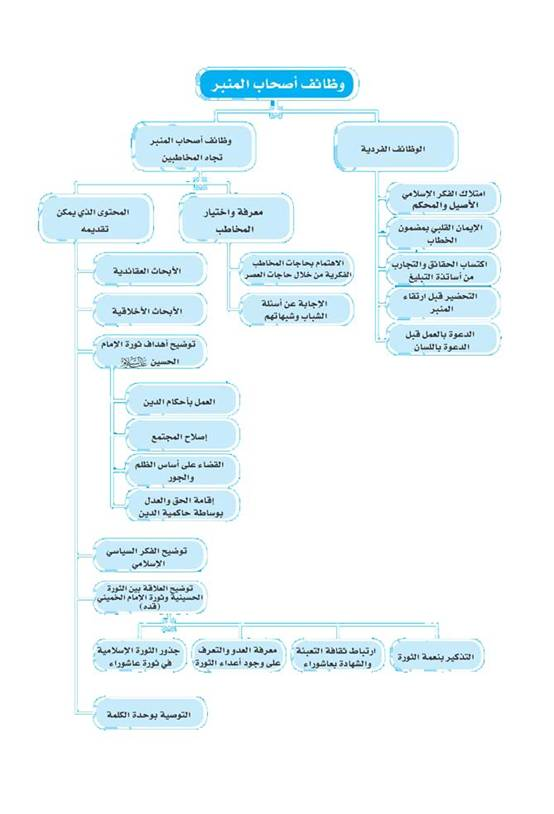 وظائف أصحاب المنبر
الوظائف الفردية
امتلاك الفكر الإسلامي
الأصيل والمحكم
الإيمان القلبي بمضمون
الخطاب
اكتساب الحقائق والتجارب
من أساتذة التبليغ
التحضير قبل ارتقاء
المنبر
الدعوة بالعمل قبل
الدعوة باللسان
وظائف أصحاب المنبر
تجاه المخاطبين
معرفة واختيار
المخاطب
الاهتمام بحاجات المخاطب
الفكرية من خلال حاجات العصر
الإجابة عن أسئلة
الشباب وشبهاتهم
المحتوى الذي يمكن
تقديمه
الأبحاث العقائدية
الأبحاث الأخلاقية
توضيح أهداف ثورة الإمام
الحسين عليه السلام
العمل بأحكام الدين
إصلاح المجتمع
القضاء على أساس الظلم
والجور
إقامة الحق والعدل
بوساطة حاكمية الدين
توضيح الفكر السياسي
الإسلامي
توضيح العلاقة بين الثورة
الحسينية وثورة الإمام الخميني
(قده)
التذكير بنعمة الثورة
ارتباط ثقافة التعبئة
والشهادة بعاشوراء
معرفة العدو والتعرف
على وجود أعداء الثورة
جذور الثورة الإسلامية
في ثورة عاشوراء
التوصية بوحدة الكلمة